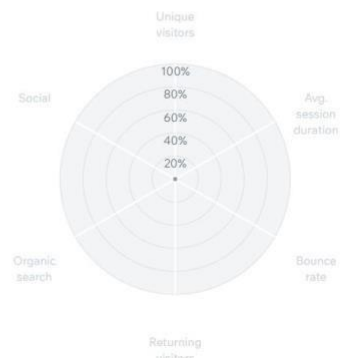 Unique
visitors
100%
Social
80%
Avg.
session
duration
60%
40%
20%
Organic
search
Bounce
rate
Returning
visitors